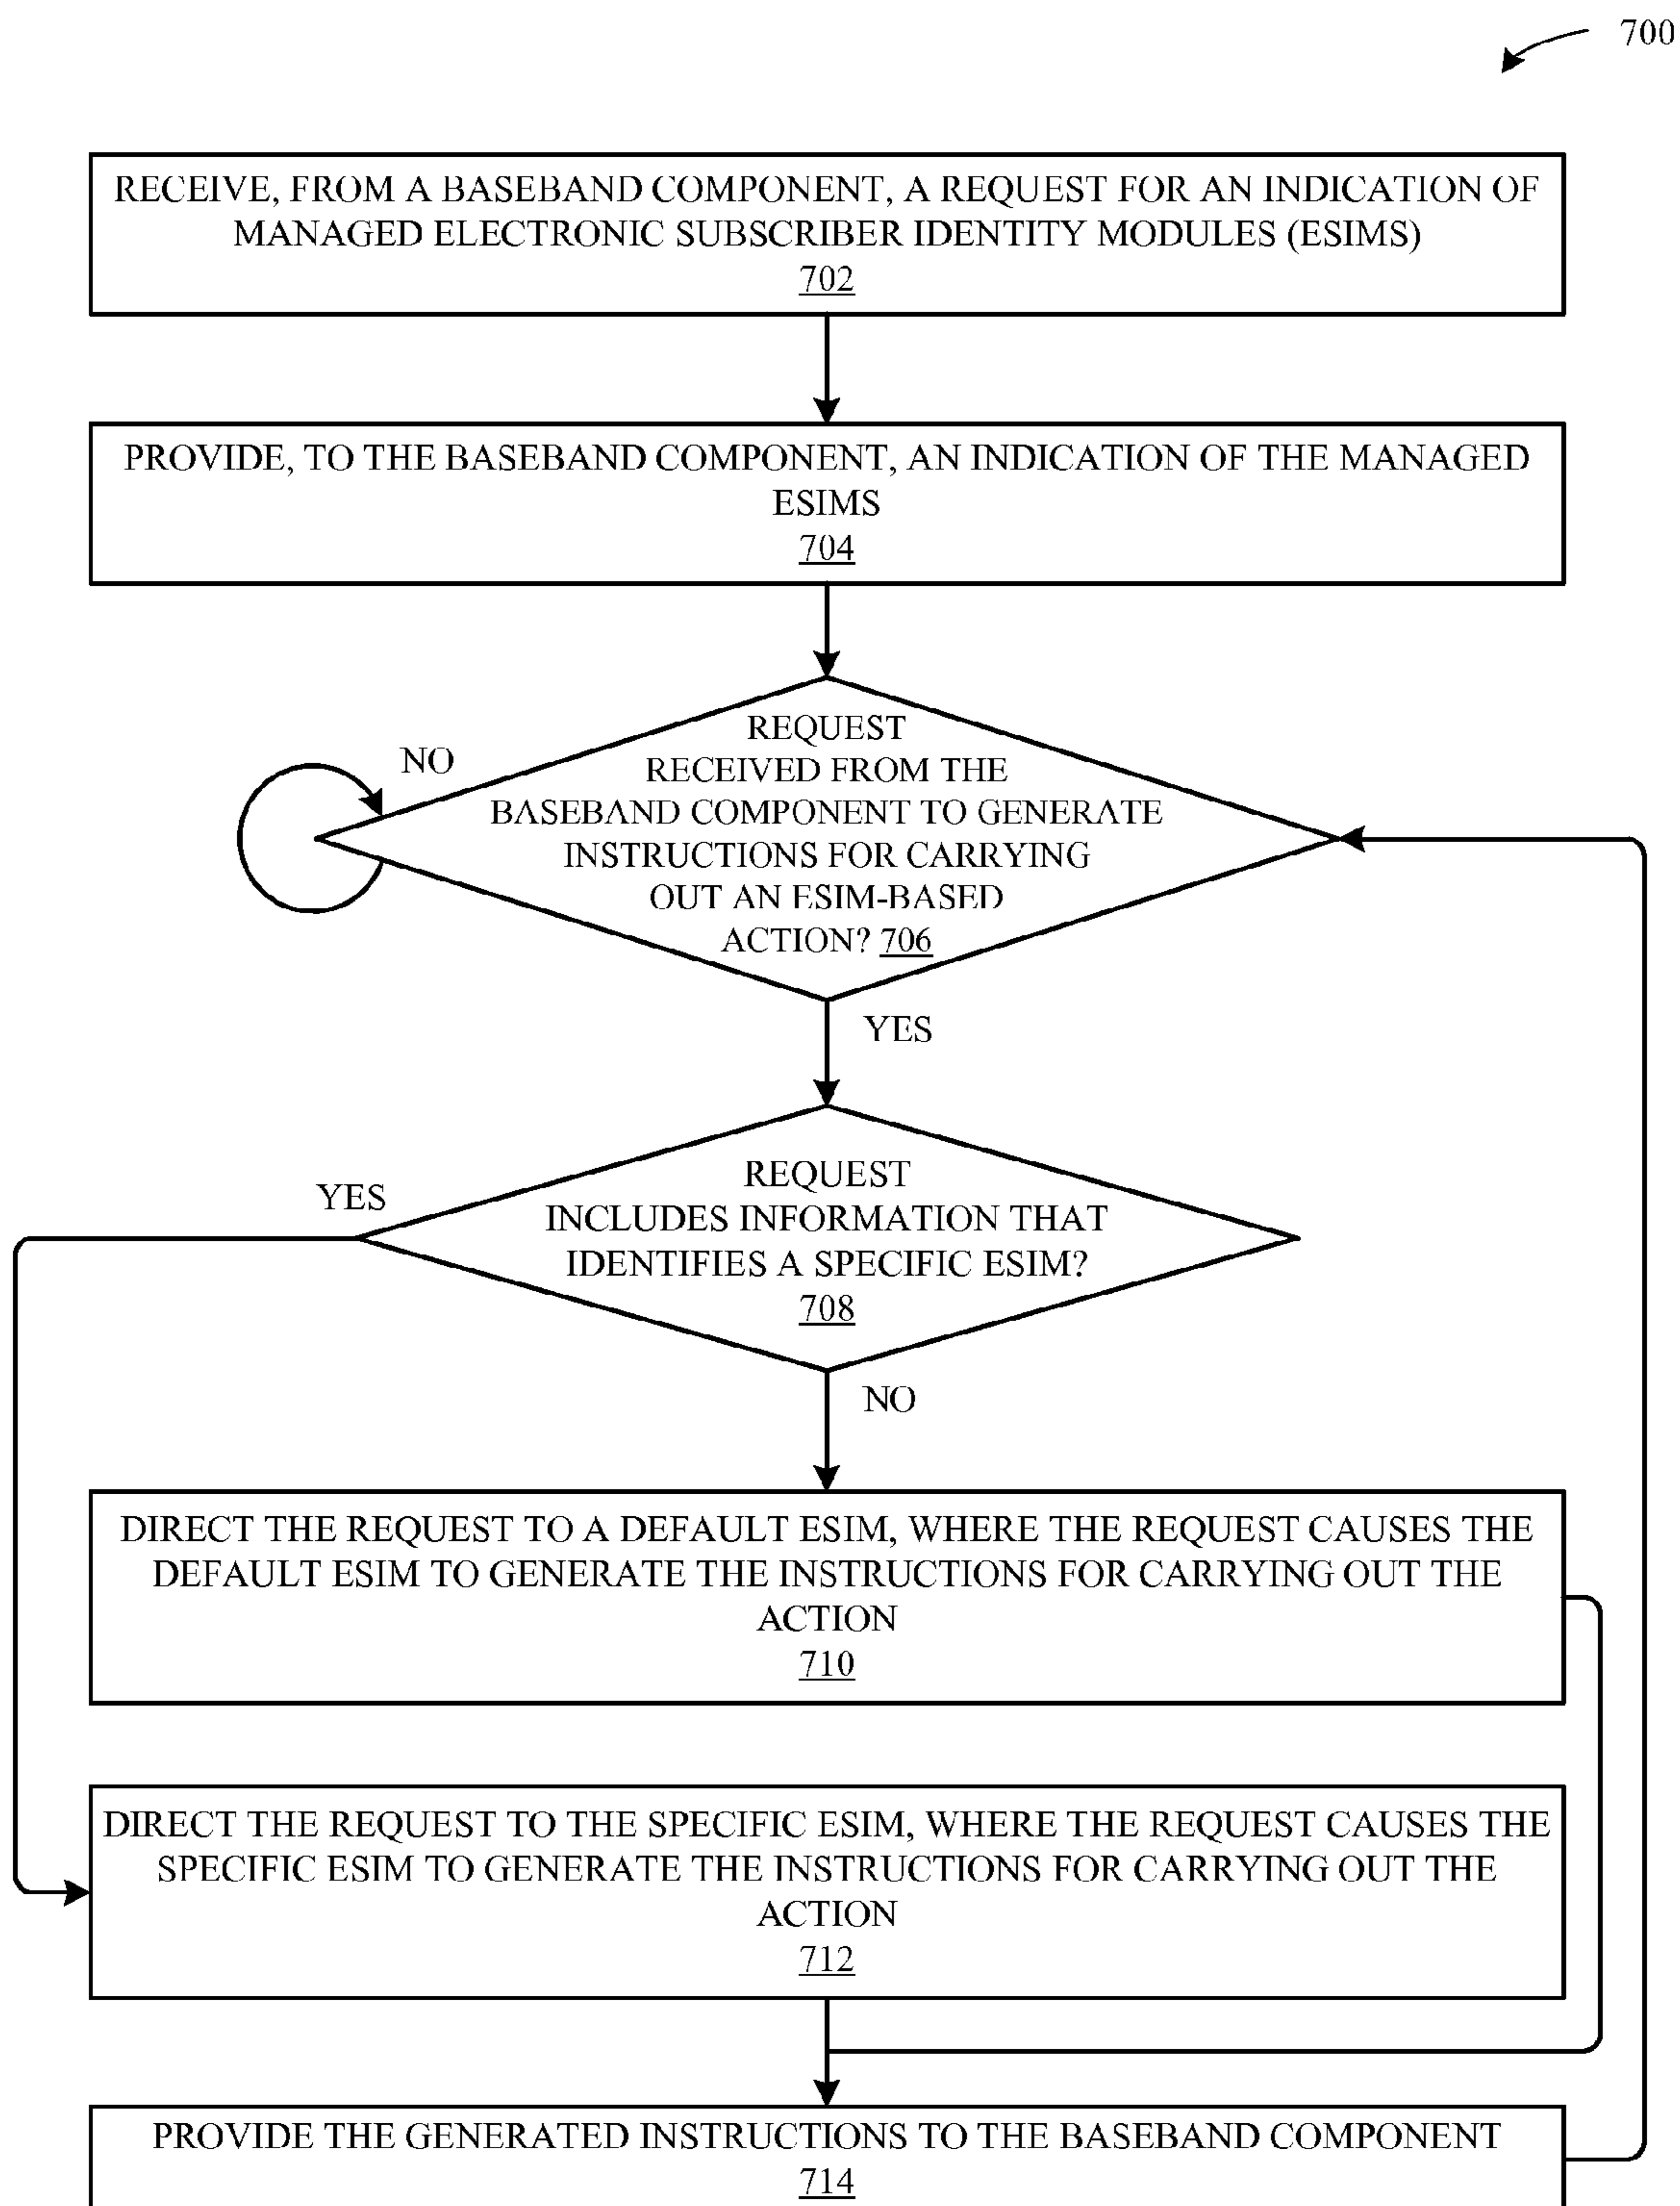 700
RECEIVE, FROM A BASEBAND COMPONENT, A REQUEST FOR AN INDICATION OF
MANAGED ELECTRONIC SUBSCRIBER IDENTITY MODULES (ESIMS)
702
PROVIDE, TO THE BASEBAND COMPONENT, AN INDICATION OF THE MANAGED
ESIMS
704
NO
REQUEST
RECEIVED FROM THE
BASEBAND COMPONENT TO GENERATE
INSTRUCTIONS FOR CARRYING
OUT AN ESIM-BASED
ACTION? 706
YES
YES
REQUEST
INCLUDES INFORMATION THAT
IDENTIFIES A SPECIFIC ESIM?
708
NO
DIRECT THE REQUEST TO A DEFAULT ESIM, WHERE THE REQUEST CAUSES THE
DEFAULT ESIM TO GENERATE THE INSTRUCTIONS FOR CARRYING OUT THE
ACTION
710
DIRECT THE REQUEST TO THE SPECIFIC ESIM, WHERE THE REQUEST CAUSES THE
SPECIFIC ESIM TO GENERATE THE INSTRUCTIONS FOR CARRYING OUT THE
ACTION
712
PROVIDE THE GENERATED INSTRUCTIONS TO THE BASEBAND COMPONENT
714